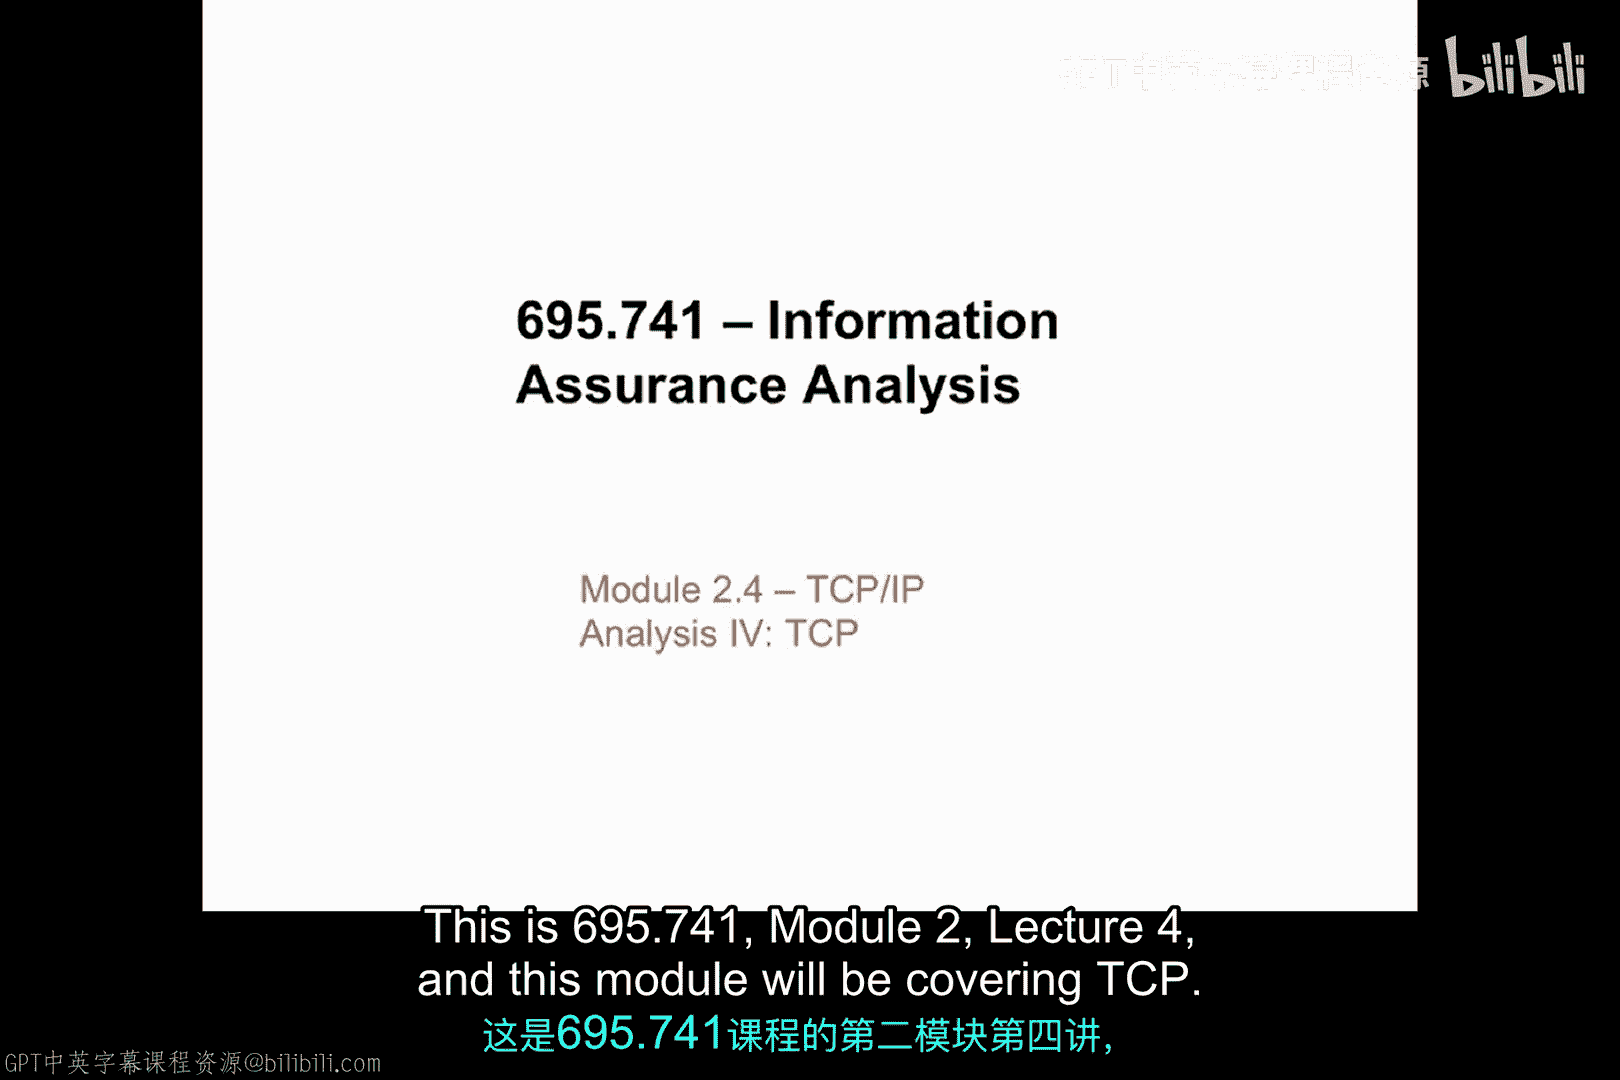 bilibili
695.741 – Information
Assurance Analysis
Module 2.4 – TCP/IP
Analysis IV: TCP
This is 695.741, Module 2, Lecture 4,
and this module will be covering TCP.
这是695.741课程的第二模块第四讲,
GPT中英字幕课程资源@bilibili.com